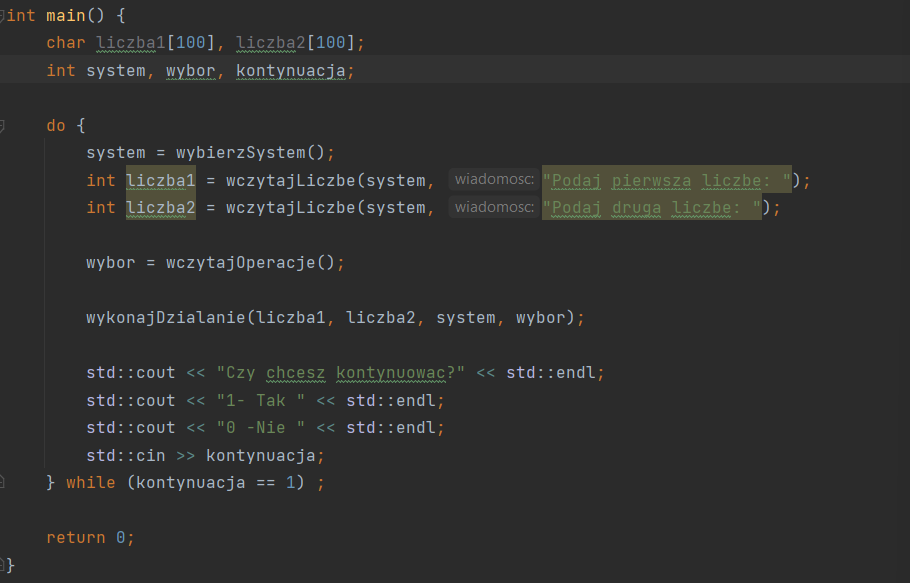 int main() {
    char liczba1[100], liczba2[100];
    int system, wybor, kontynuacja;
    do {
        system = wybierzSystem();
        int liczba1 = wczytajLiczbe(system, wiadomosc: "Podaj pierwsza liczbe: ");
        int liczba2 = wczytajLiczbe(system, wiadomosc: "Podaj druga liczbe: ");
        wybor = wczytajOperacje();
        wykonajDzialanie(liczba1, liczba2, system, wybor);
        std::cout << "Czy chcesz kontynuowac?" << std::endl;
        std::cout << "1- Tak " << std::endl;
        std::cout << "0 -Nie " << std::endl;
        std::cin >> kontynuacja;
    } while (kontynuacja == 1) ;
    return 0;
}